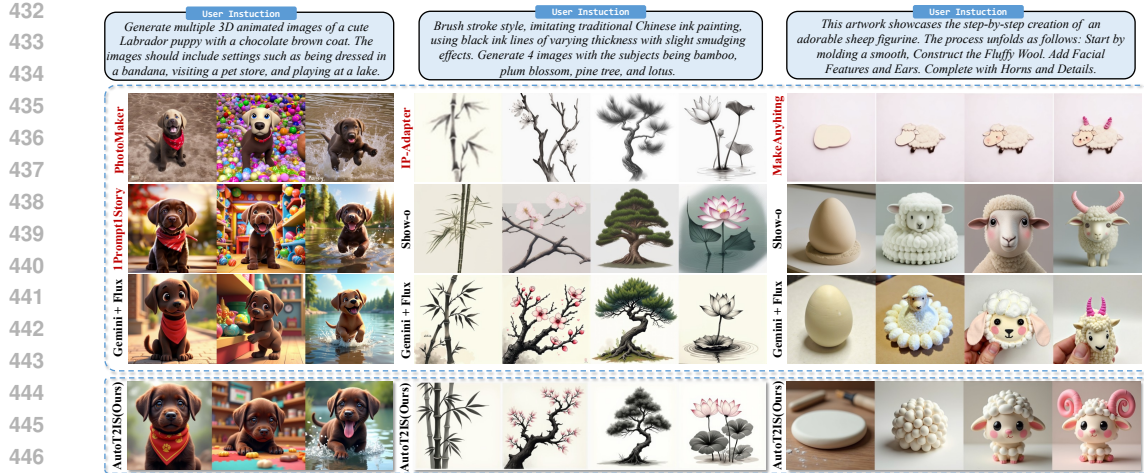 432
433
434
435
436
437
438
439
440
441
442
443
444
445
446
User Instuction
Generate multiple 3D animated images of a cute
Labrador puppy with a chocolate brown coat. The
images should include settings such as being dressed in
a bandana, visiting a pet store, and playing at a lake.
User Instuction
Brush stroke style, imitating traditional Chinese ink painting,
using black ink lines of varying thickness with slight smudging
effects. Generate 4 images with the subjects being bamboo,
plum blossom, pine tree, and lotus.
User Instuction
This artwork showcases the step-by-step creation of an
adorable sheep figurine. The process unfolds as follows: Start by
molding a smooth, Construct the Fluffy Wool. Add Facial
Features and Ears. Complete with Horns and Details.
PhotoMaker
IP-Adapter
MakeAnyhitng
1Prompt1Story
Show-o
Show-o
Gemini + Flux
Gemini + Flux
Gemini + Flux
AutoT2IS(Ours)
AutoT2IS(Ours)
AutoT2IS(Ours)